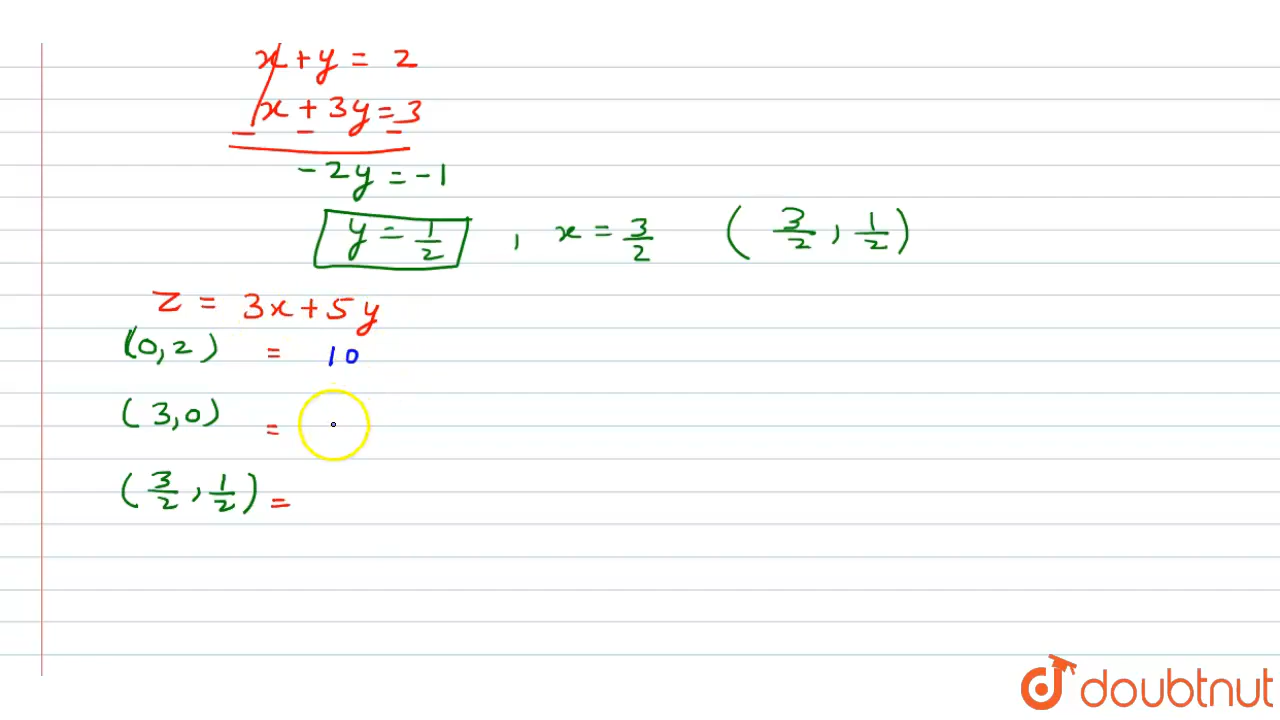 x + y = 2
x + 3y = 3
− − −
-2y = -1
y = 1/2 , x = 3/2 (3/2, 1/2)
z = 3x + 5y
(0,2) = 10
(3,0) =
(3/2, 1/2) =
doubtnut